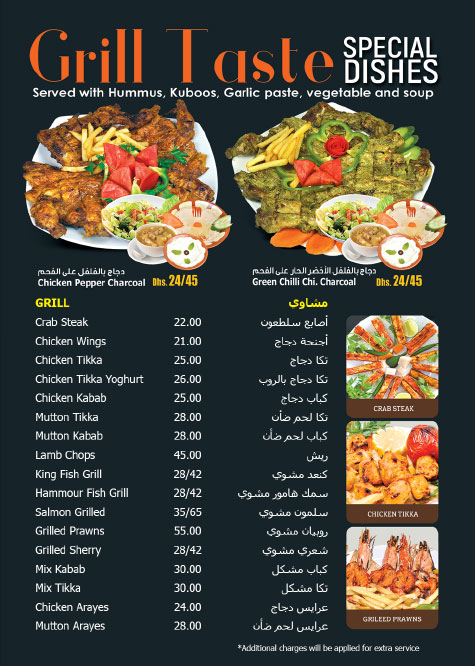 Grill Taste SPECIAL DISHES
Served with Hummus, Kuboos, Garlic paste, vegetable and soup
دجاج بالفلفل على الفحم
Chicken Pepper Charcoal Dhs. 24/45
دجاج بالفلفل الأخضر الحار على الفحم
Green Chilli Chi. Charcoal Dhs. 24/45
GRILL مشاوي
Crab Steak 22.00 أصابع سلطعون
Chicken Wings 21.00 أجنحة دجاج
Chicken Tikka 25.00 تكا دجاج
Chicken Tikka Yoghurt 26.00 تكا دجاج بالروب
Chicken Kabab 25.00 كباب دجاج
Mutton Tikka 28.00 تكا لحم ضأن
Mutton Kabab 28.00 كباب لحم ضأن
Lamb Chops 45.00 ريش
King Fish Grill 28/42 كنعد مشوي
Hammour Fish Grill 28/42 سمك هامور مشوي
Salmon Grilled 35/65 سلمون مشوي
Grilled Prawns 55.00 روبيان مشوي
Grilled Sherry 28/42 شعري مشوي
Mix Kabab 30.00 كباب مشكل
Mix Tikka 30.00 تكا مشكل
Chicken Arayes 24.00 عرايس دجاج
Mutton Arayes 28.00 عرايس لحم ضأن
CRAB STEAK
CHICKEN TIKKA
GRILEED PRAWNS
*Additional charges will be applied for extra service